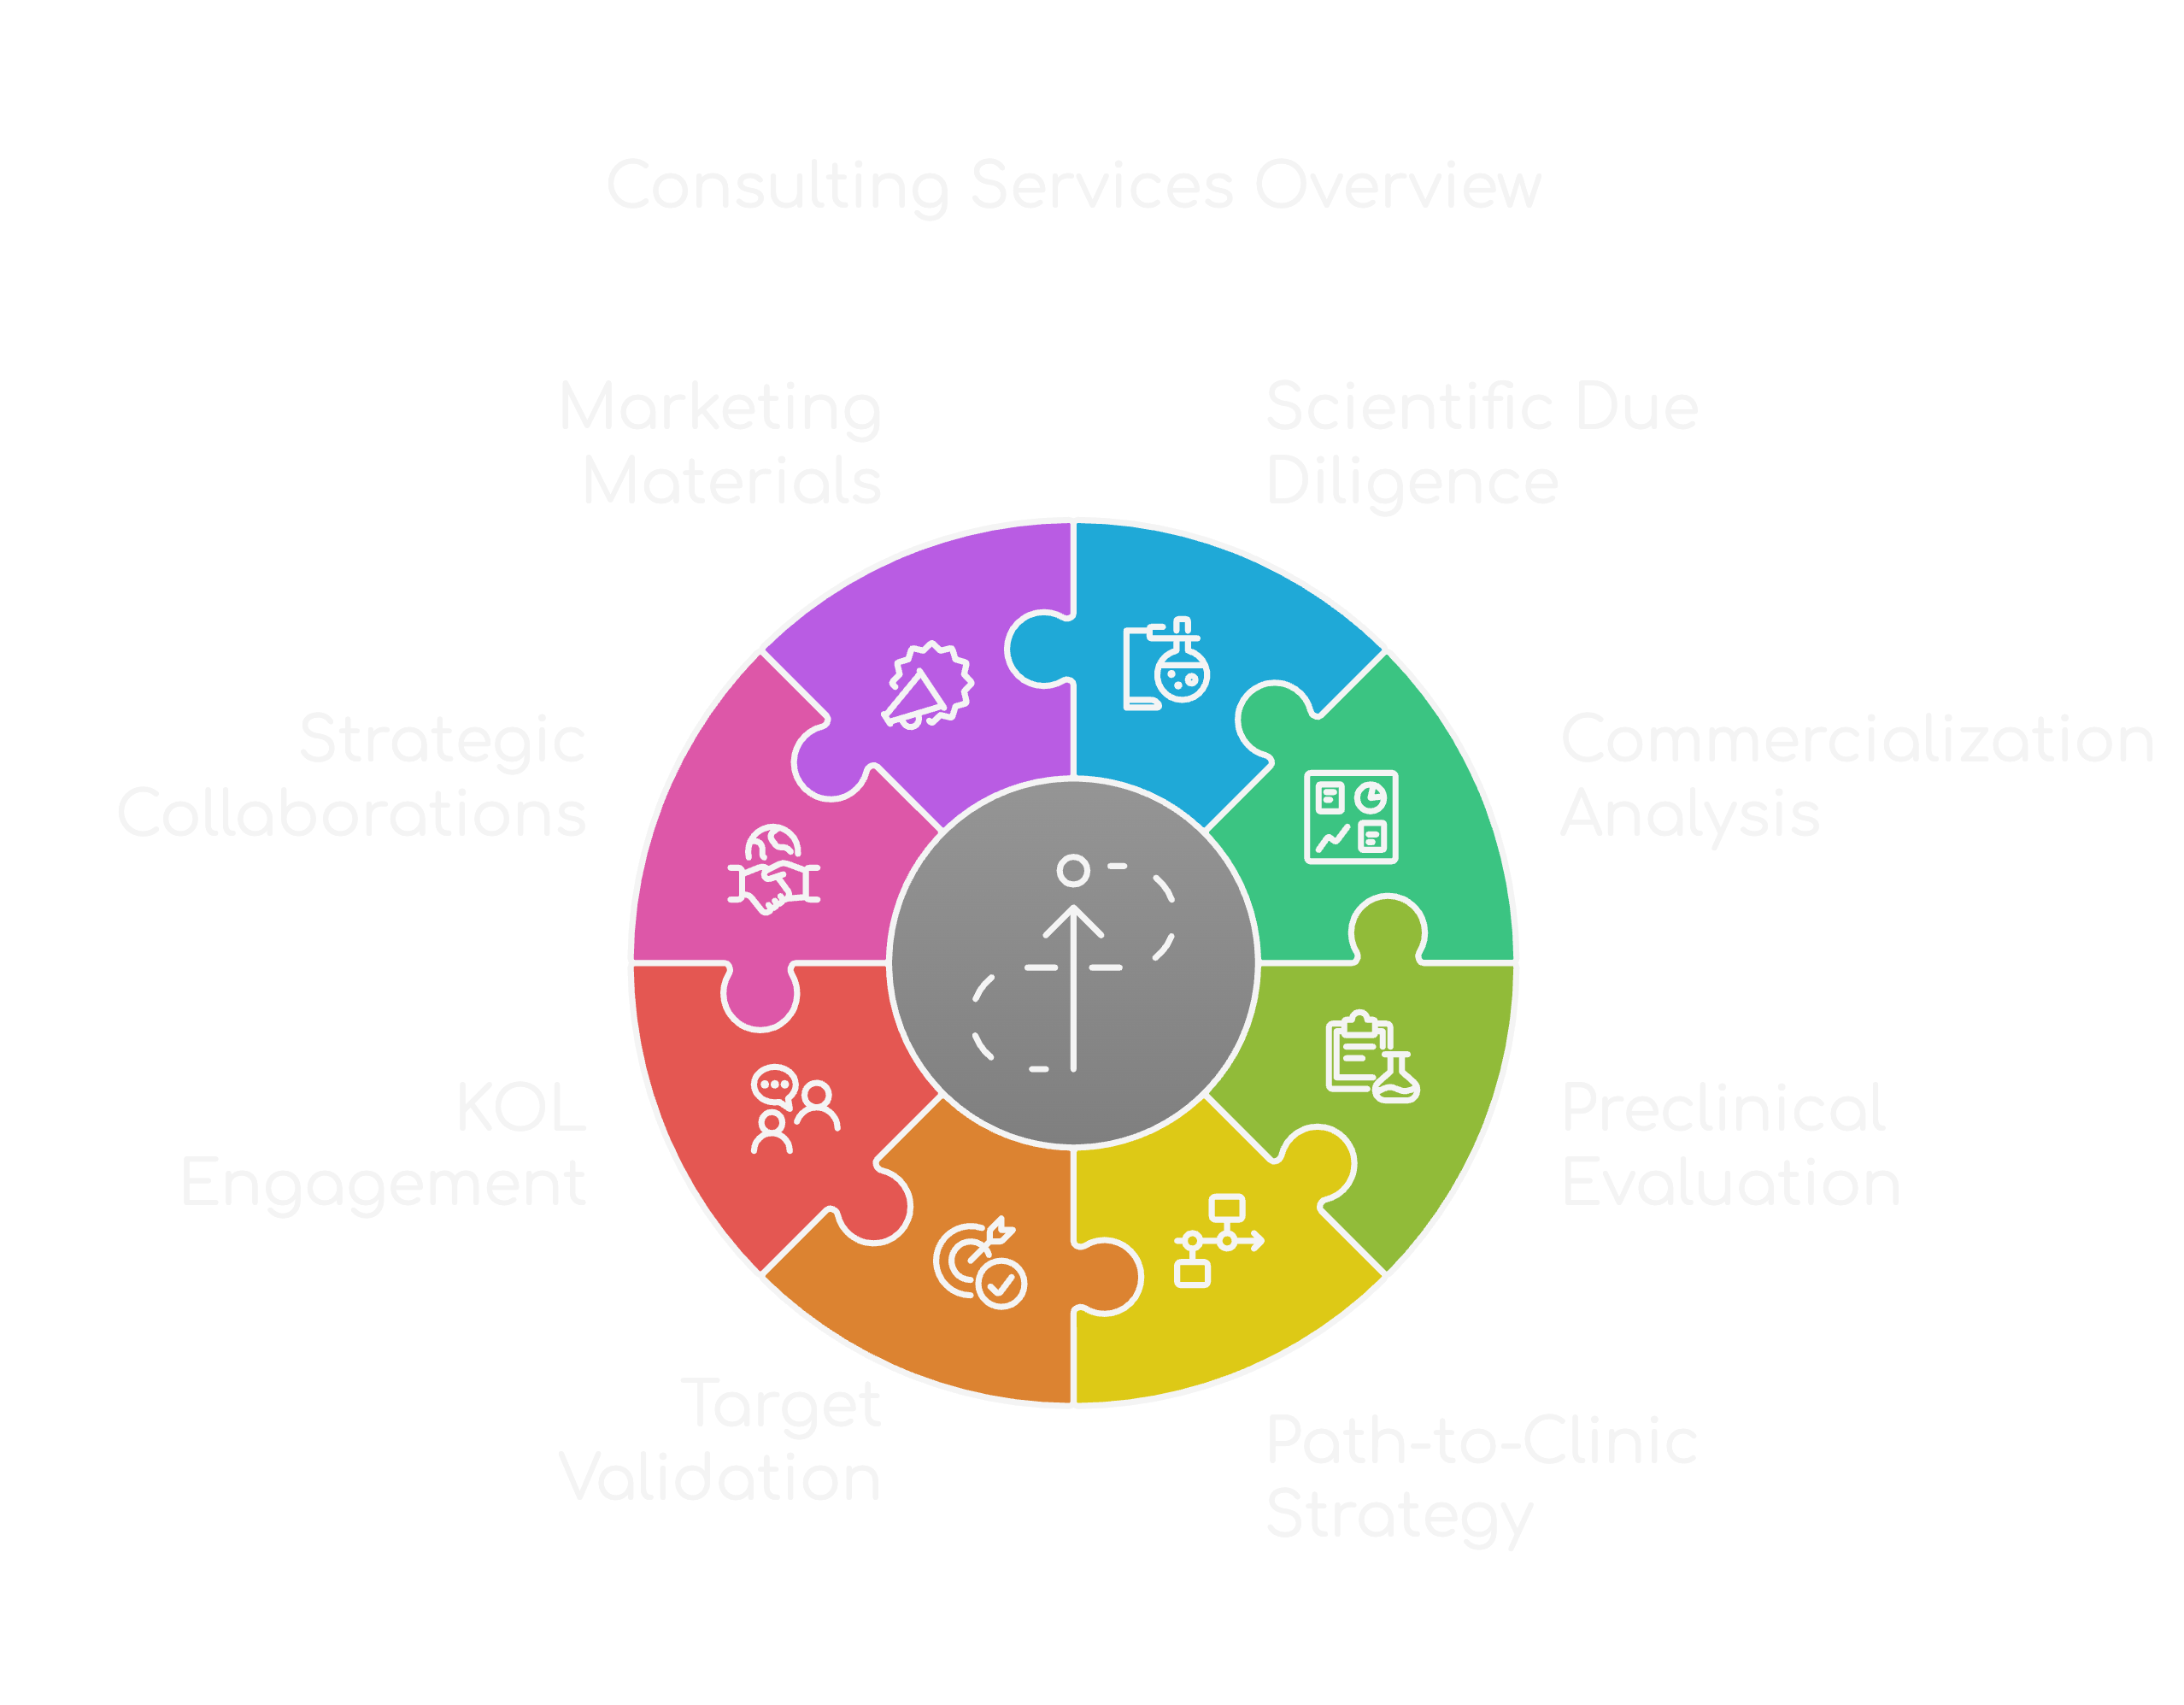 Consulting Services Overview
Marketing
Materials
Scientific Due
Diligence
Strategic
Collaborations
Commercialization
Analysis
KOL
Engagement
Preclinical
Evaluation
Target
Validation
Path-to-Clinic
Strategy